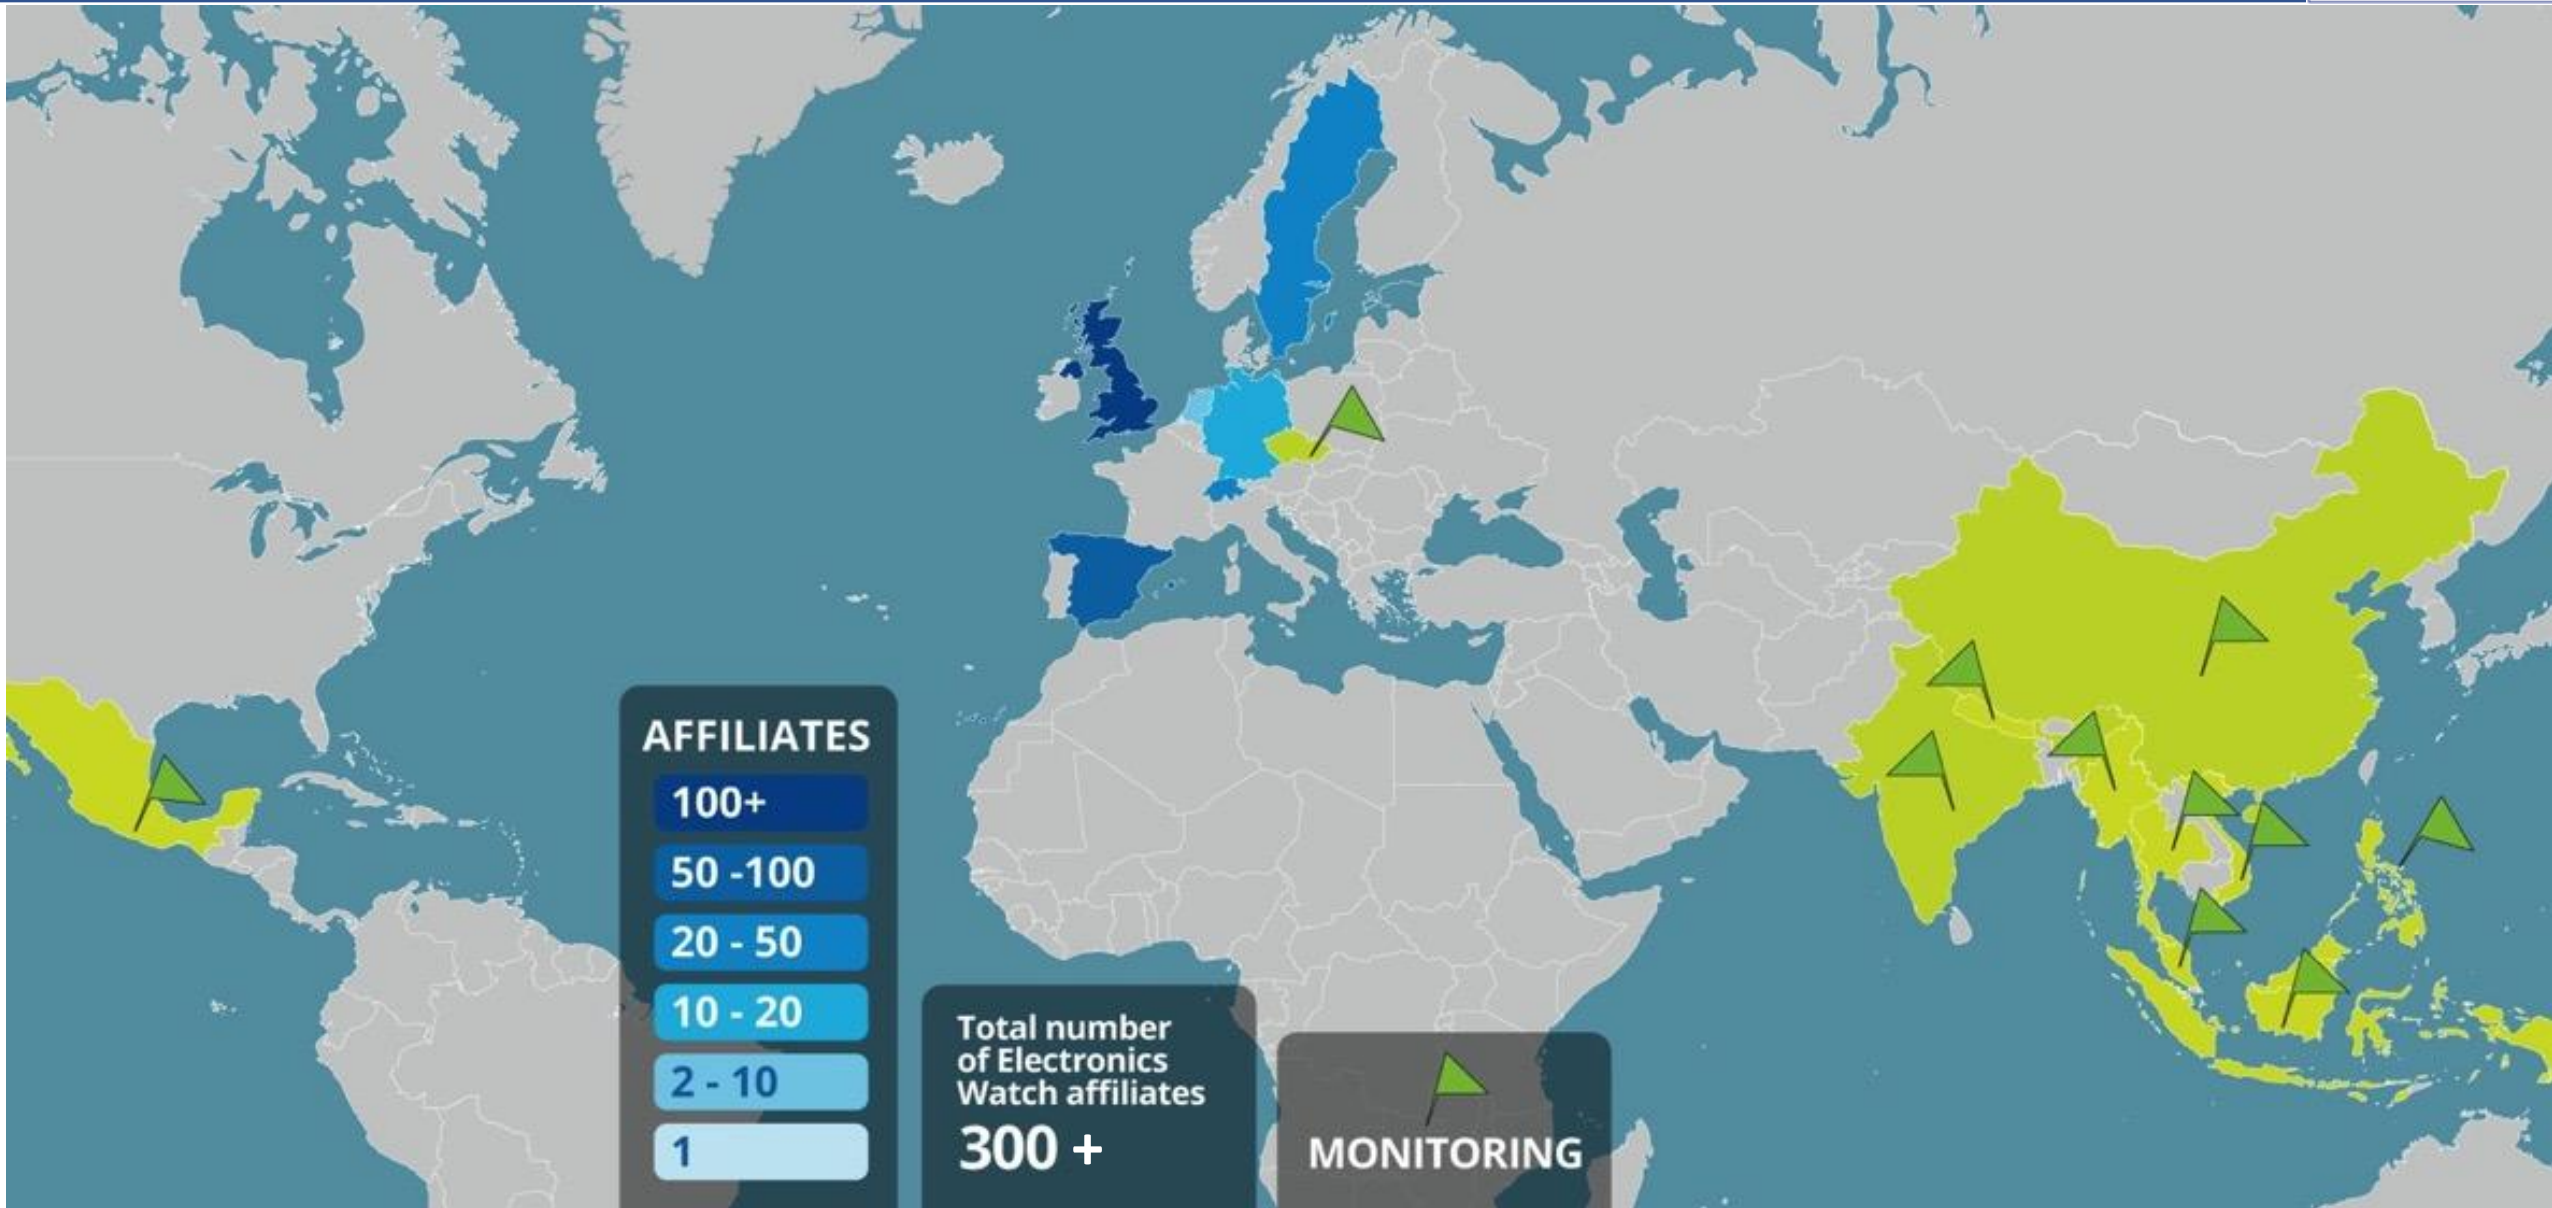 AFFILIATES
100+
50 -100
20 - 50
10 - 20
2 - 10
1
Total number
of Electronics
Watch affiliates
300 +
MONITORING